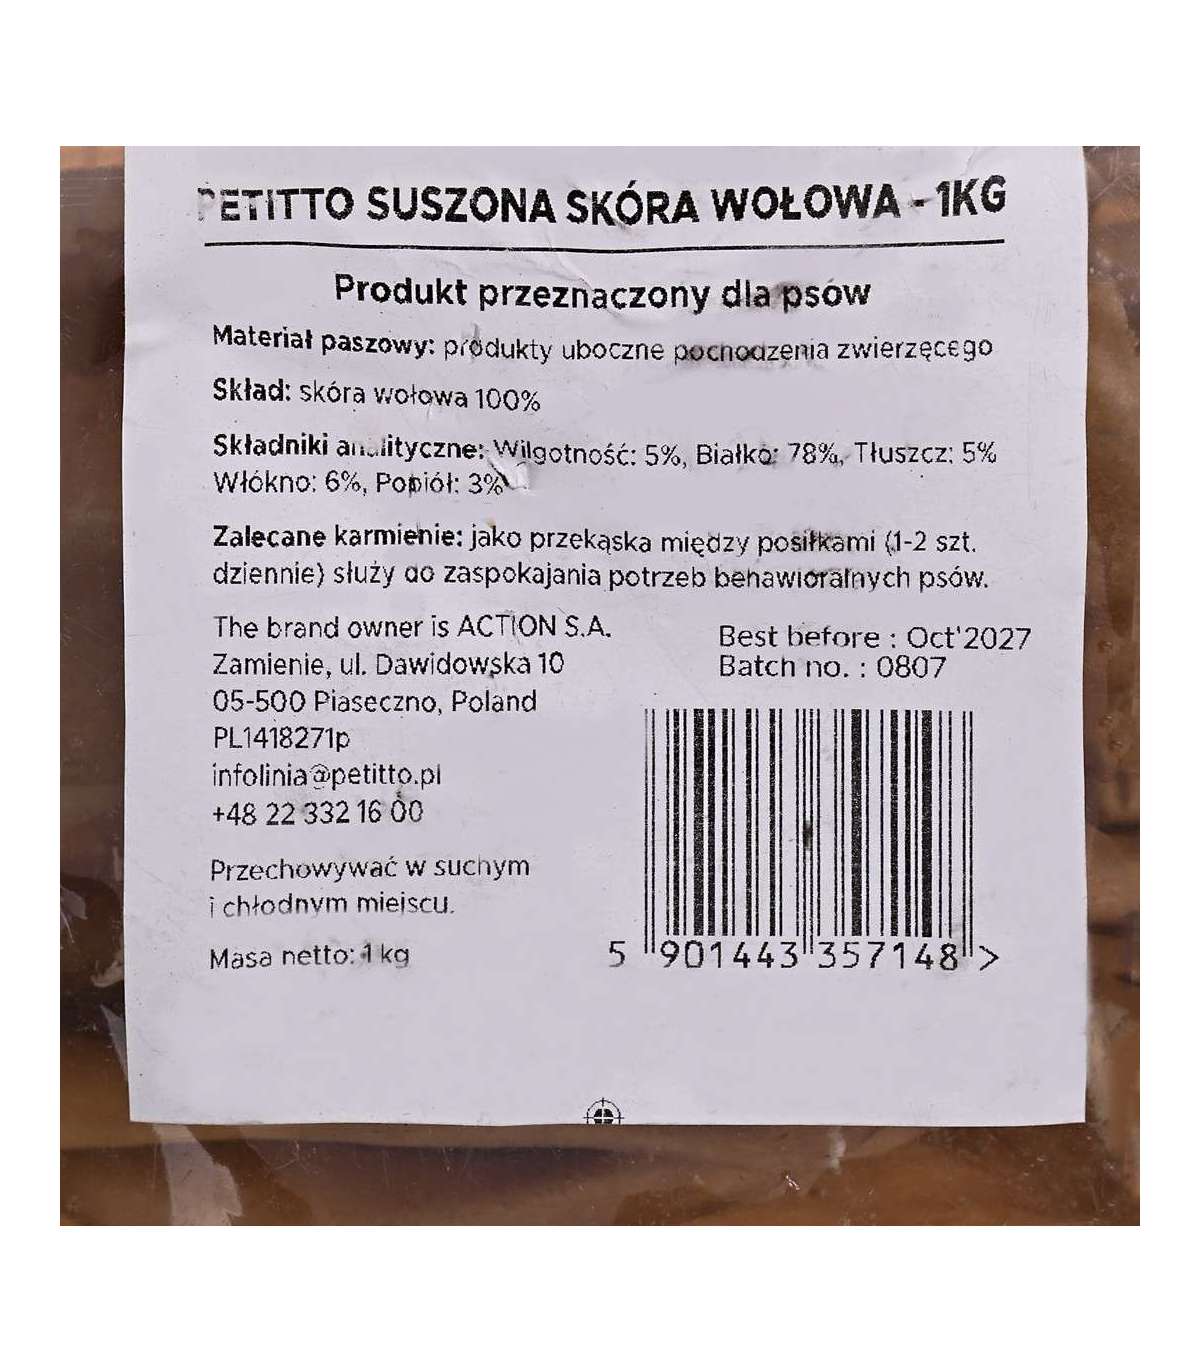 PETITTO SUSZONA SKÓRA WOŁOWA - 1KG
Produkt przeznaczony dla psów
Materiał paszowy: produkty uboczne pochodzenia zwierzęcego
Skład: skóra wołowa 100%
Składniki analityczne: Wilgotność: 5%, Białko: 78%, Tłuszcz: 5%
Włókno: 6%, Popiół: 3%
Zalecane karmienie: jako przekąska między posiłkami (1-2 szt.
dziennie) służy do zaspokajania potrzeb behawioralnych psów.
The brand owner is ACTION S.A.
Zamienie, ul. Dawidowska 10
05-500 Piaseczno, Poland
PL1418271p
infolinia@petitto.pl
+48 22 332 16 00
Przechowywać w suchym
i chłodnym miejscu.
Masa netto: 1 kg
Best before : Oct'2027
Batch no. : 0807
5 901443 357148 >